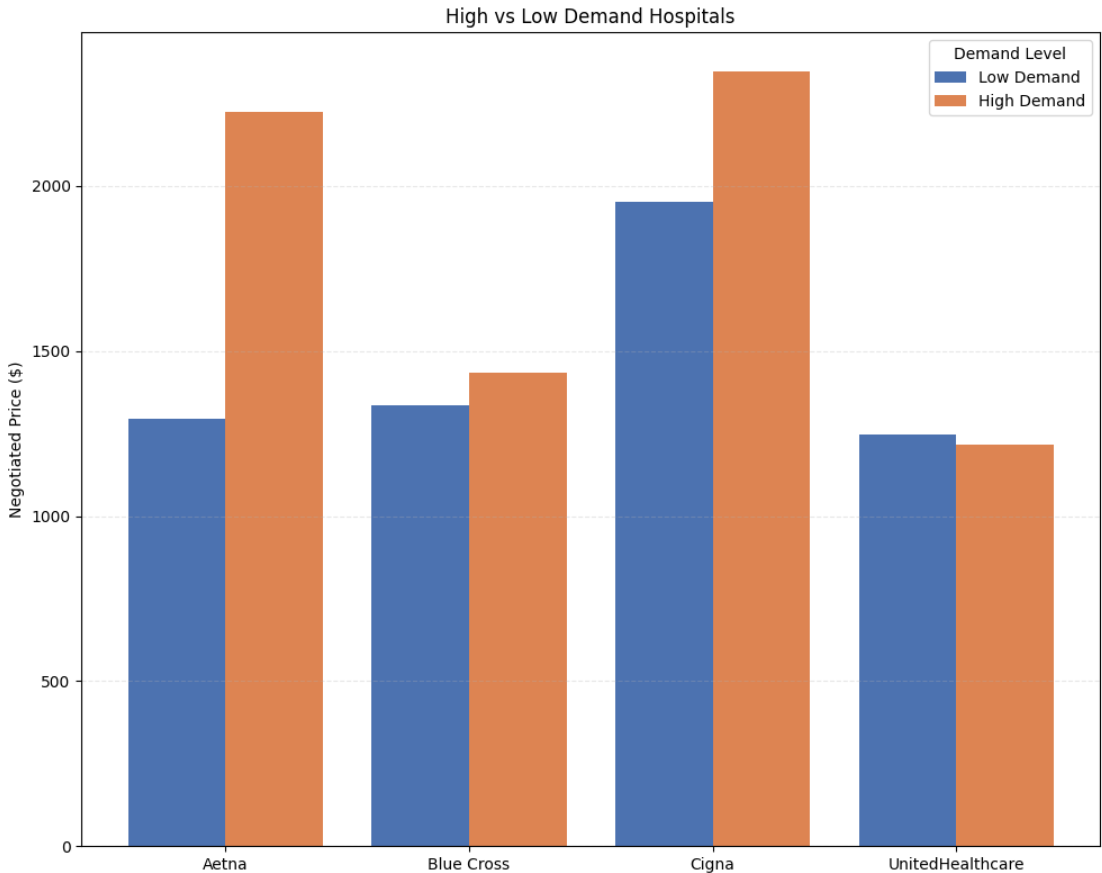 High vs Low Demand Hospitals
Demand Level
Low Demand
High Demand
Negotiated Price ($)
2000
1500
1000
500
0
Aetna
Blue Cross
Cigna
UnitedHealthcare